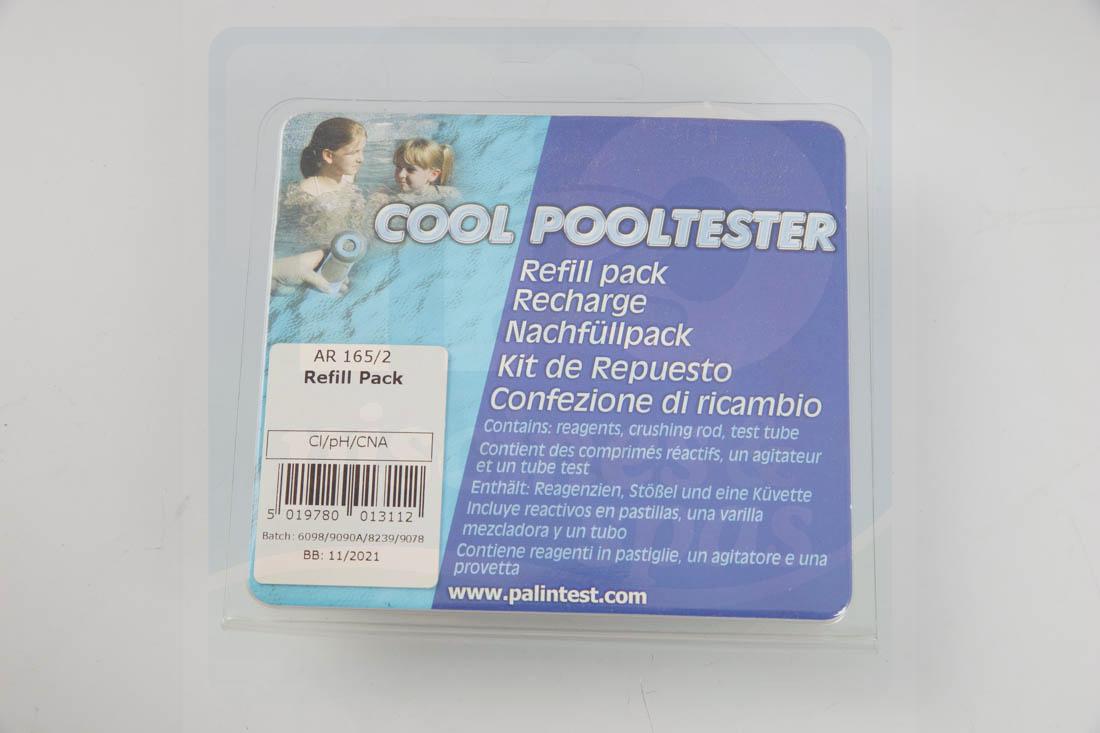 COOL POOLTESTER
Refill pack
Recharge
Nachfüllpack
Kit de Repuesto
Confezione di ricambio
Contains: reagents, crushing rod, test tube
Contient des comprimés réactifs, un agitateur
et un tube test
Enthält: Reagenzien, Stößel und eine Küvette
Incluye reactivos en pastillas, una varilla
mezcladora y un tubo
Contiene reagenti in pastiglie, un agitatore e una
provetta
www.palintest.com
AR 165/2
Refill Pack
Cl/pH/CNA
5 019780 013112
Batch: 6098/9090A/8239/9078
BB: 11/2021